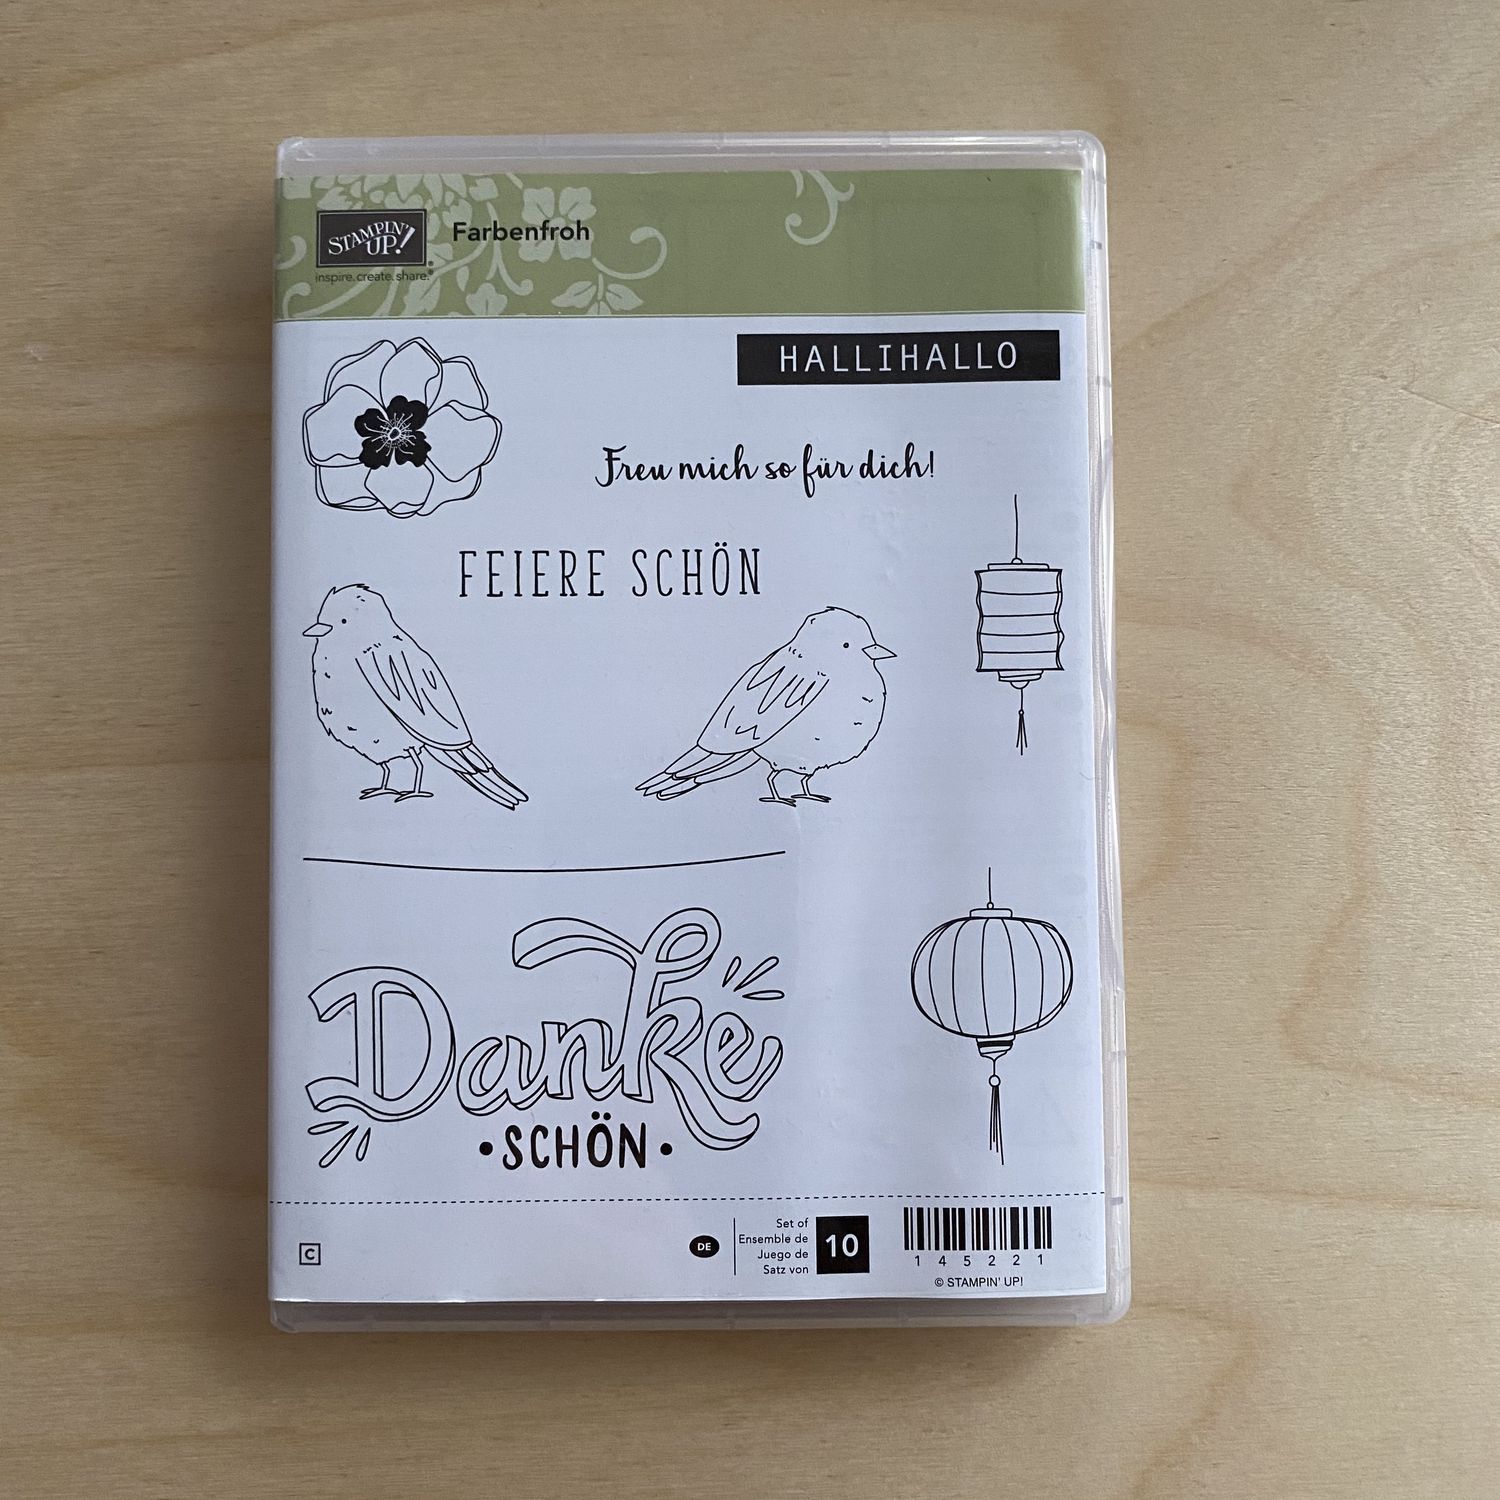 STAMPIN' UP!
inspire. create. share.®
Farbenfroh
HALLIHALLO
Freu mich so für dich!
FEIERE SCHÖN
Danke
•SCHÖN•
C
DE
Set of
Ensemble de
Juego de
Satz von
10
145221
© STAMPIN' UP!